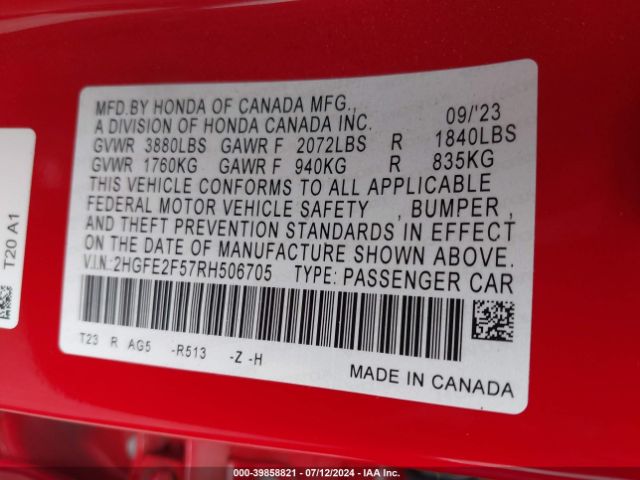 MFD.BY HONDA OF CANADA MFG., 09/'23
A DIVISION OF HONDA CANADA INC.
GVWR 3880LBS GAWR F 2072LBS R 1840LBS
GVWR 1760KG GAWR F 940KG R 835KG
THIS VEHICLE CONFORMS TO ALL APPLICABLE
FEDERAL MOTOR VEHICLE SAFETY , BUMPER ,
AND THEFT PREVENTION STANDARDS IN EFFECT
ON THE DATE OF MANUFACTURE SHOWN ABOVE.
V.I.N.:2HGFE2F57RH506705 TYPE: PASSENGER CAR
T23 R AG5 -R513 -Z -H
MADE IN CANADA
T20 A1
000-39858821 / 07/12/2024 / IAA Inc.